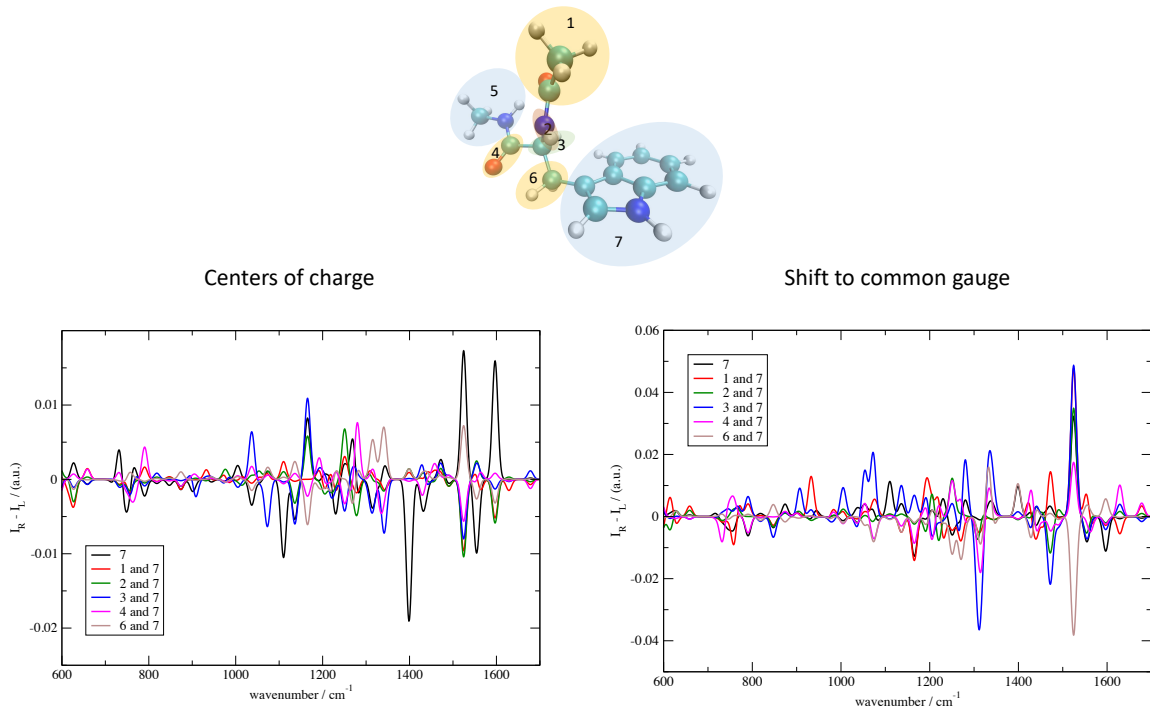 1
5
2
3
4
6
7
Centers of charge
Shift to common gauge
I_R - I_L / (a.u.)
0.01
0
-0.01
-0.02
7
1 and 7
2 and 7
3 and 7
4 and 7
6 and 7
600 800 1000 1200 1400 1600
wavenumber / cm⁻¹
I_R - I_L / (a.u.)
0.06
0.04
0.02
0
-0.02
-0.04
7
1 and 7
2 and 7
3 and 7
4 and 7
6 and 7
600 800 1000 1200 1400 1600
wavenumber / cm⁻¹